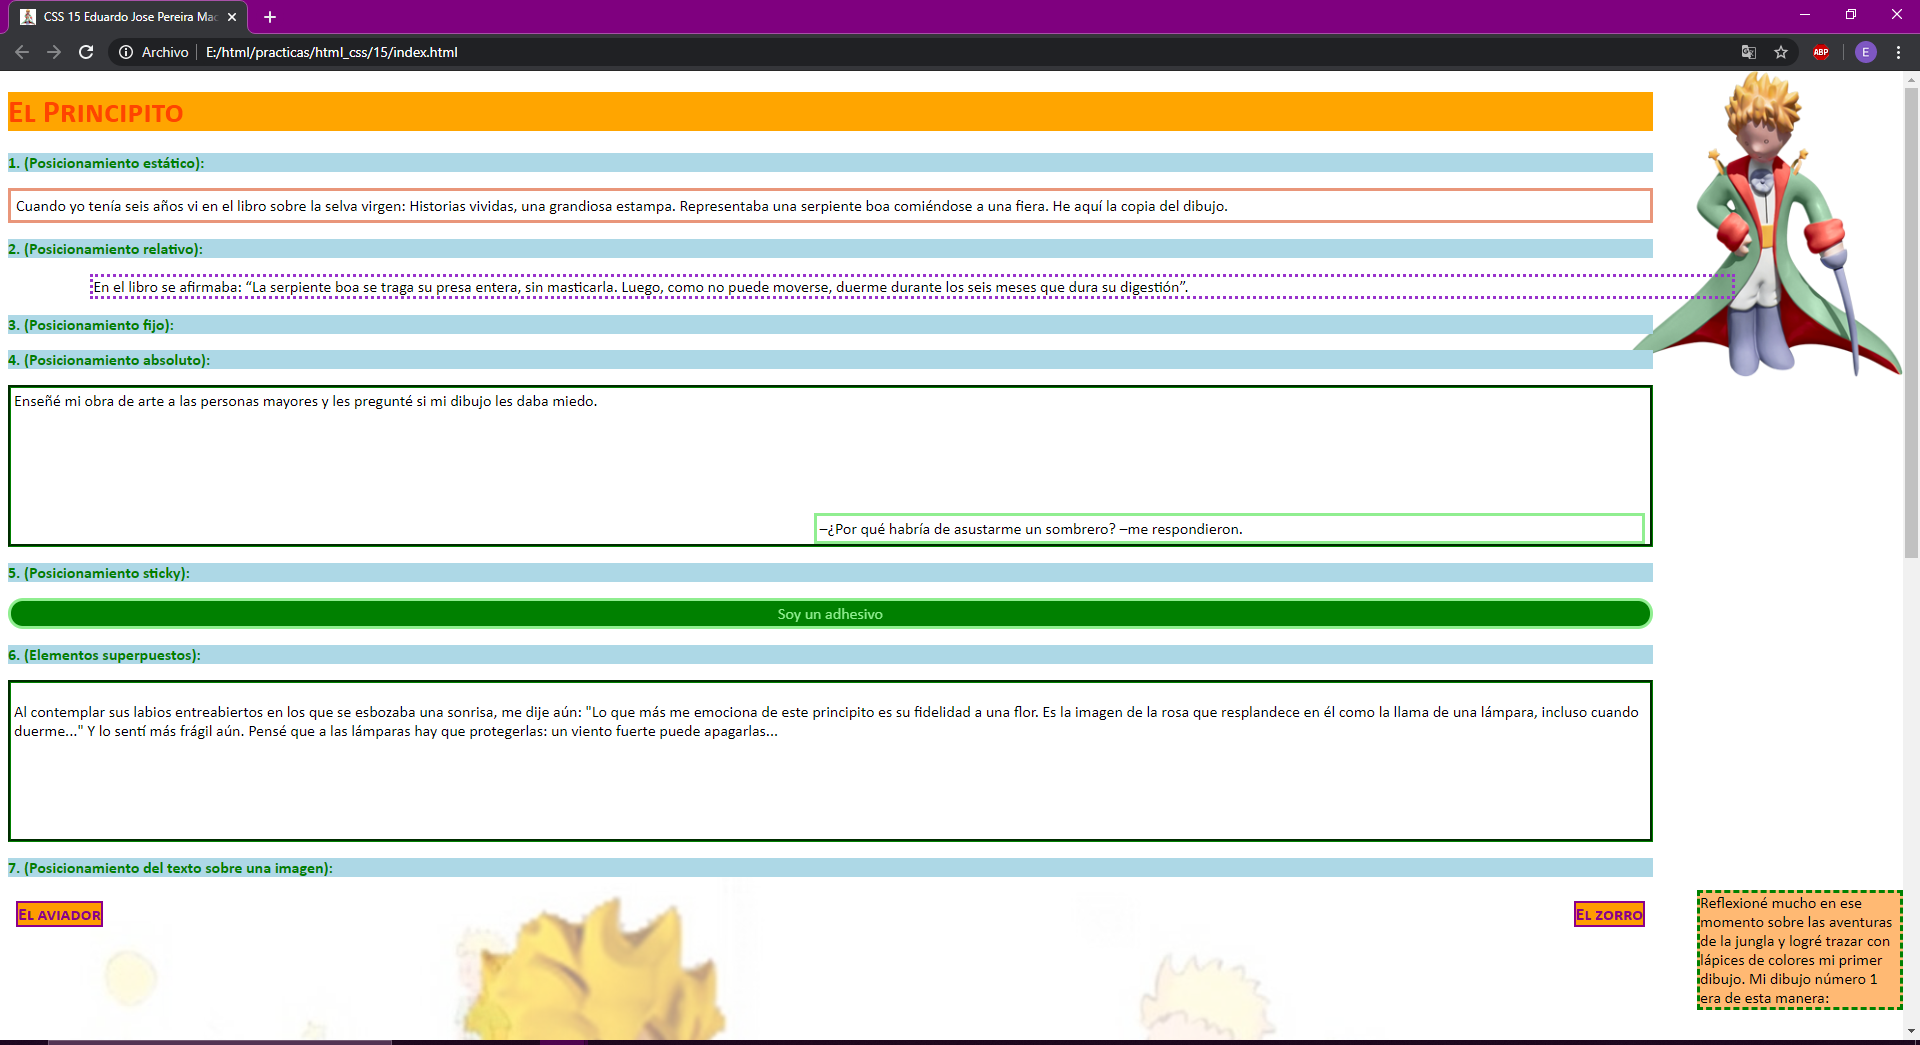 CSS 15 Eduardo Jose Pereira Mac
Archivo
E:/html/practicas/html_css/15/index.html
ABP
E
El Principito
1. (Posicionamiento estático):
Cuando yo tenía seis años vi en el libro sobre la selva virgen: Historias vividas, una grandiosa estampa. Representaba una serpiente boa comiéndose a una fiera. He aquí la copia del dibujo.
2. (Posicionamiento relativo):
En el libro se afirmaba: “La serpiente boa se traga su presa entera, sin masticarla. Luego, como no puede moverse, duerme durante los seis meses que dura su digestión”.
3. (Posicionamiento fijo):
4. (Posicionamiento absoluto):
Enseñé mi obra de arte a las personas mayores y les pregunté si mi dibujo les daba miedo.
–¿Por qué habría de asustarme un sombrero? –me respondieron.
5. (Posicionamiento sticky):
Soy un adhesivo
6. (Elementos superpuestos):
Al contemplar sus labios entreabiertos en los que se esbozaba una sonrisa, me dije aún: "Lo que más me emociona de este principito es su fidelidad a una flor. Es la imagen de la rosa que resplandece en él como la llama de una lámpara, incluso cuando
duerme..." Y lo sentí más frágil aún. Pensé que a las lámparas hay que protegerlas: un viento fuerte puede apagarlas...
7. (Posicionamiento del texto sobre una imagen):
El aviador
El zorro
Reflexioné mucho en ese
momento sobre las aventuras
de la jungla y logré trazar con
lápices de colores mi primer
dibujo. Mi dibujo número 1
era de esta manera: